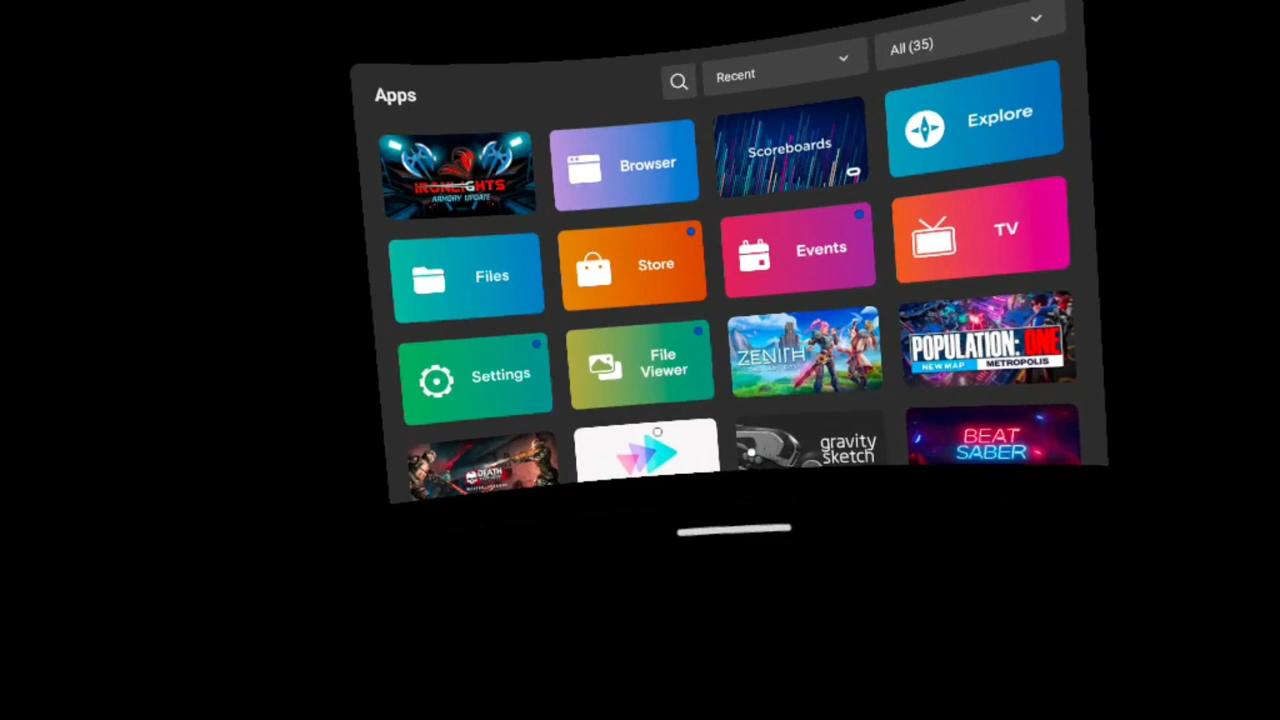 Apps
Recent
All (35)
IRONLIGHTS
ARMORY UPDATE
Browser
Scoreboards
Explore
Files
Store
Events
TV
Settings
File
Viewer
ZENITH
POPULATION: ONE
NEW MAP
METROPOLIS
DEATH
gravity
sketch
BEAT
SABER